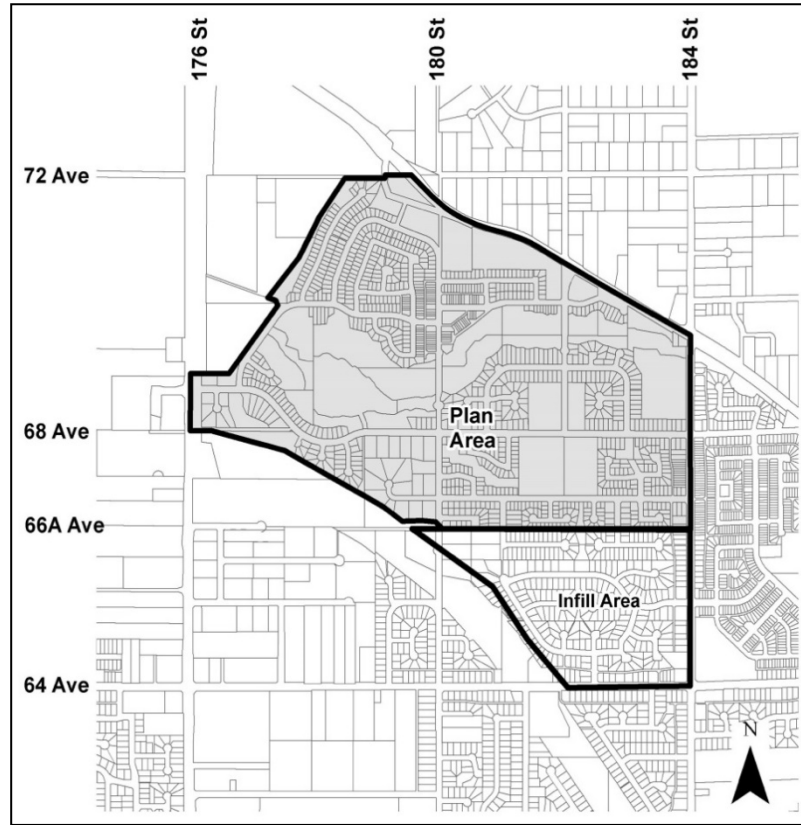 176 St
180 St
184 St
72 Ave
Plan
Area
68 Ave
66A Ave
Infill Area
64 Ave
N